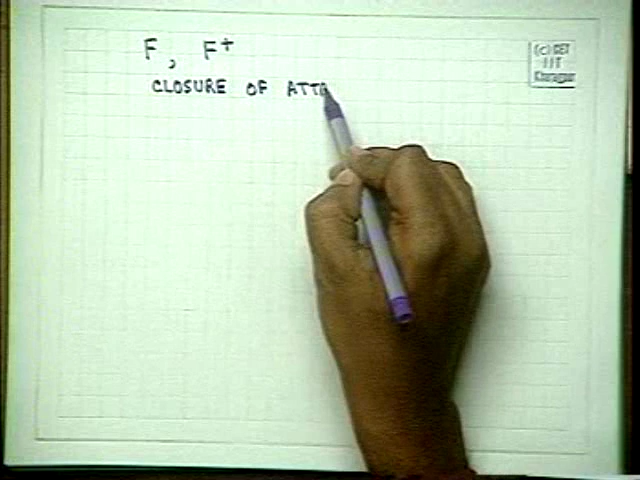 F, F+
CLOSURE OF ATT
(C) CET
IIT
Kharagpur